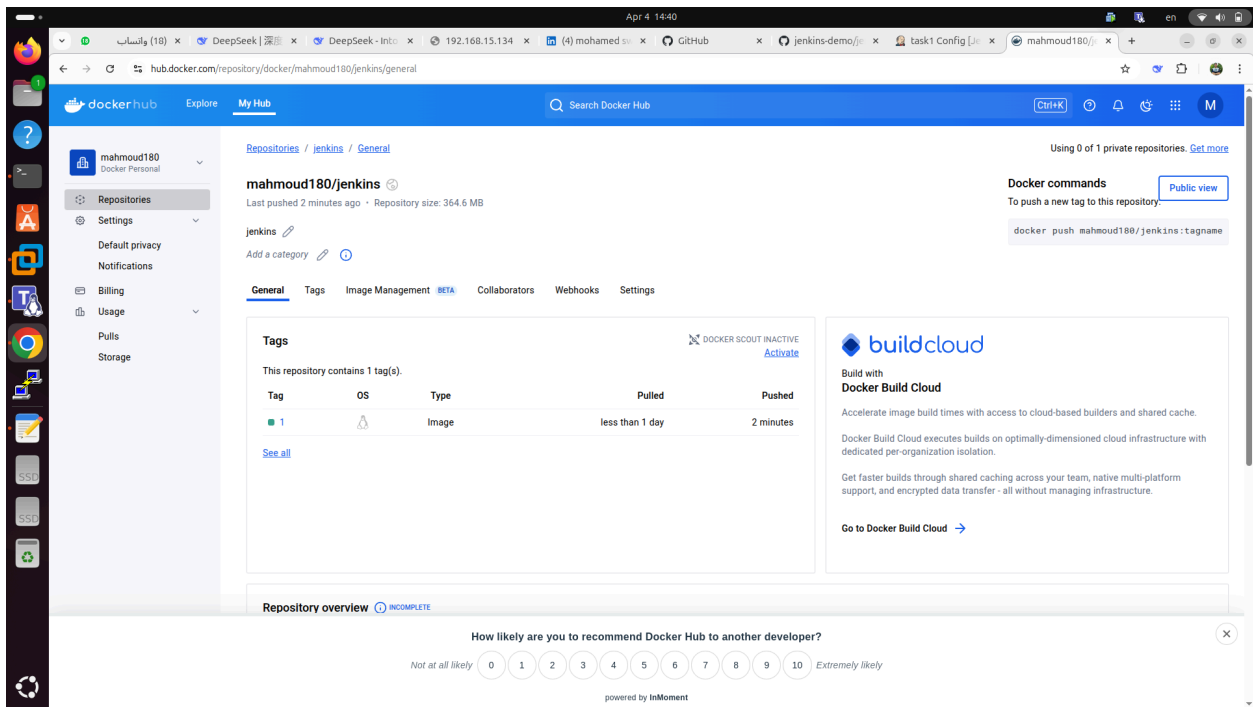 Apr 4 14:40
en
(18) واتساب
DeepSeek | 深度
DeepSeek - Into
192.168.15.134
(4) mohamed sw
GitHub
jenkins-demo/je
task1 Config [Je
mahmoud180/je
hub.docker.com/repository/docker/mahmoud180/jenkins/general
dockerhub
Explore
My Hub
Search Docker Hub
Ctrl+K
M
mahmoud180
Docker Personal
Repositories
Settings
Default privacy
Notifications
Billing
Usage
Pulls
Storage
Repositories / jenkins / General
Using 0 of 1 private repositories. Get more
mahmoud180/jenkins
Last pushed 2 minutes ago • Repository size: 364.6 MB
jenkins
Add a category
Docker commands
Public view
To push a new tag to this repository:
docker push mahmoud180/jenkins:tagname
General Tags Image Management BETA Collaborators Webhooks Settings
Tags
DOCKER SCOUT INACTIVE
Activate
This repository contains 1 tag(s).
Tag OS Type Pulled Pushed
1 Image less than 1 day 2 minutes
See all
buildcloud
Build with
Docker Build Cloud
Accelerate image build times with access to cloud-based builders and shared cache.
Docker Build Cloud executes builds on optimally-dimensioned cloud infrastructure with
dedicated per-organization isolation.
Get faster builds through shared caching across your team, native multi-platform
support, and encrypted data transfer - all without managing infrastructure.
Go to Docker Build Cloud
Repository overview INCOMPLETE
How likely are you to recommend Docker Hub to another developer?
Not at all likely 0 1 2 3 4 5 6 7 8 9 10 Extremely likely
powered by InMoment
1
SSD
SSD